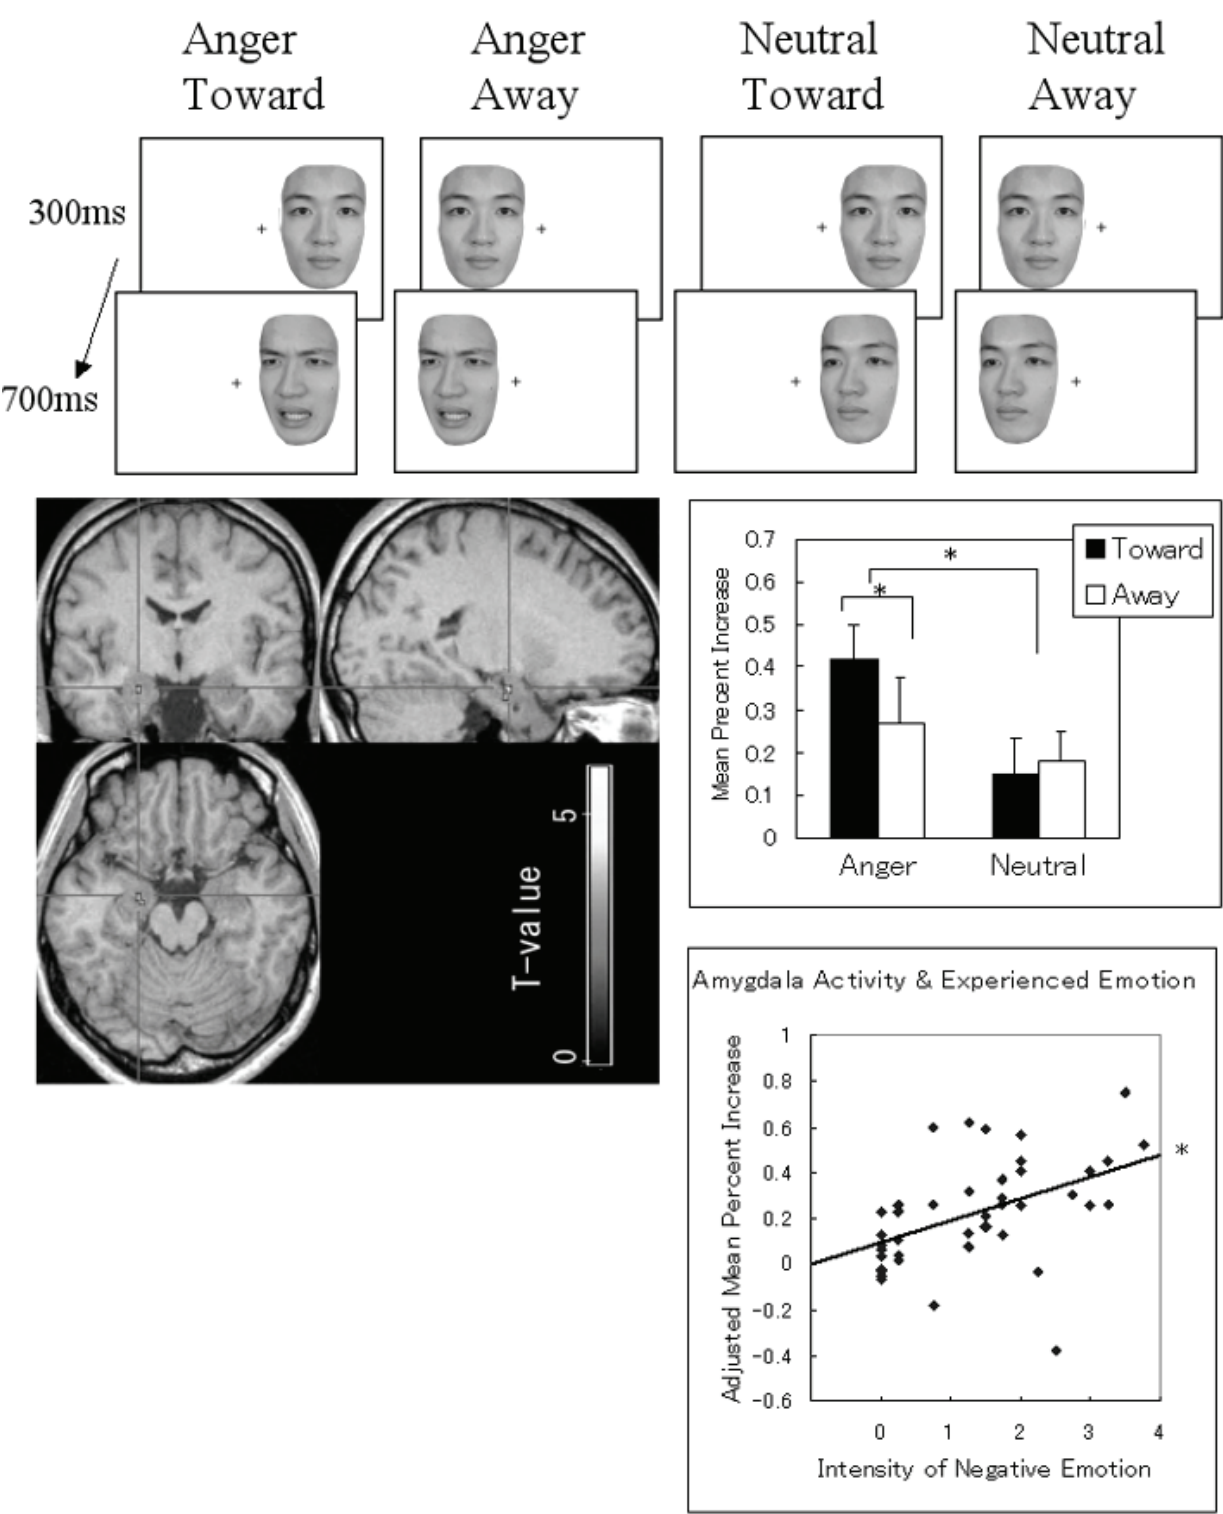 Anger
Toward
Anger
Away
Neutral
Toward
Neutral
Away
300ms
700ms
+
+
+
+
+
+
+
+
T-value
5
0
Mean Precent Increase
0.7
0.6
0.5
0.4
0.3
0.2
0.1
0
*
*
Toward
Away
Anger
Neutral
Amygdala Activity & Experienced Emotion
Adjusted Mean Percent Increase
1
0.8
0.6
0.4
0.2
0
-0.2
-0.4
-0.6
*
0 1 2 3 4
Intensity of Negative Emotion